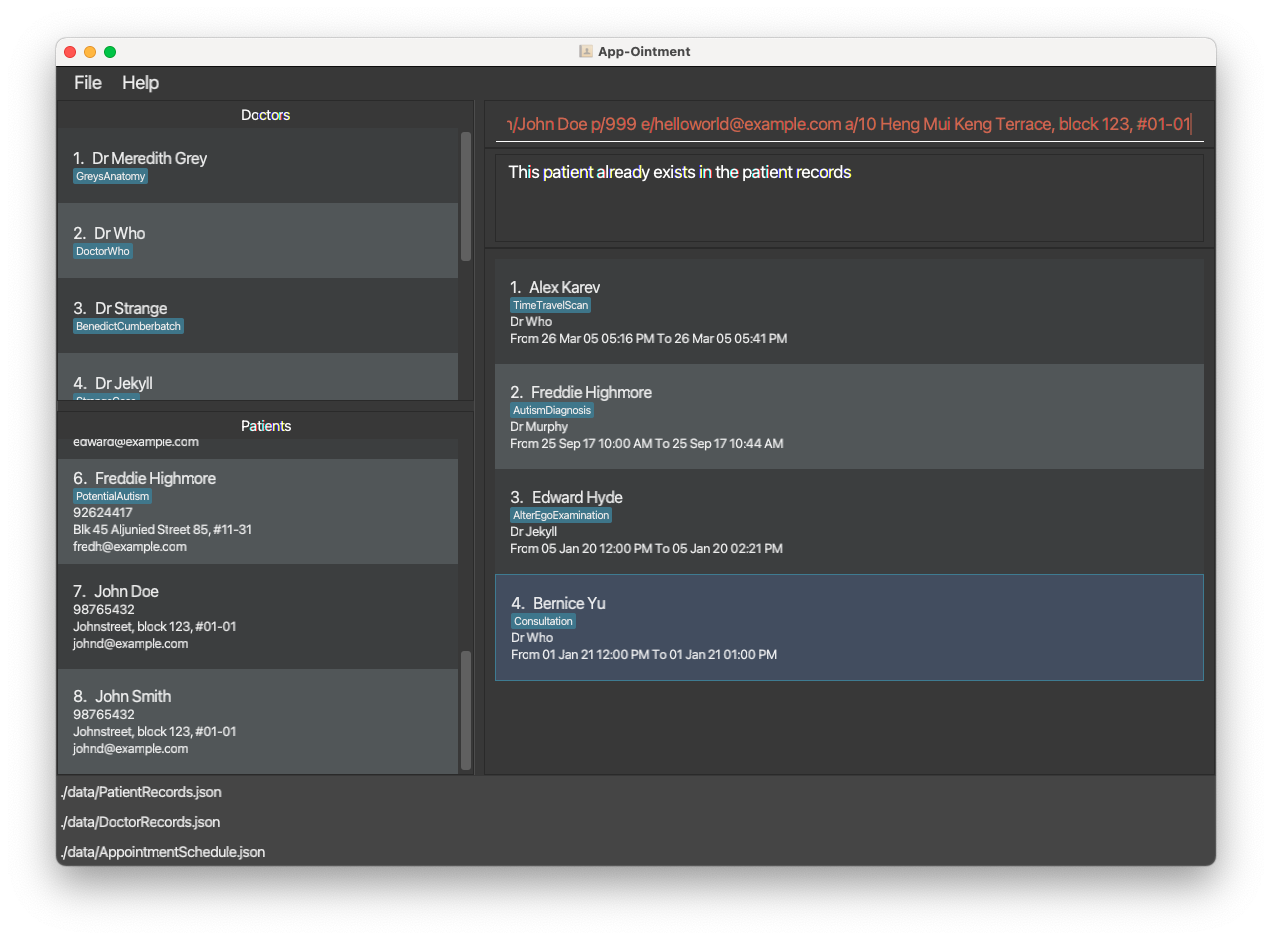 App-Ointment
File Help
Doctors
1. Dr Meredith Grey
GreysAnatomy
2. Dr Who
DoctorWho
3. Dr Strange
BenedictCumberbatch
4. Dr Jekyll
Patients
edward@example.com
6. Freddie Highmore
PotentialAutism
92624417
Blk 45 Aljunied Street 85, #11-31
fredh@example.com
7. John Doe
98765432
Johnstreet, block 123, #01-01
johnd@example.com
8. John Smith
98765432
Johnstreet, block 123, #01-01
johnd@example.com
n/John Doe p/999 e/helloworld@example.com a/10 Heng Mui Keng Terrace, block 123, #01-01
This patient already exists in the patient records
1. Alex Karev
TimeTravelScan
Dr Who
From 26 Mar 05 05:16 PM To 26 Mar 05 05:41 PM
2. Freddie Highmore
AutismDiagnosis
Dr Murphy
From 25 Sep 17 10:00 AM To 25 Sep 17 10:44 AM
3. Edward Hyde
AlterEgoExamination
Dr Jekyll
From 05 Jan 20 12:00 PM To 05 Jan 20 02:21 PM
4. Bernice Yu
Consultation
Dr Who
From 01 Jan 21 12:00 PM To 01 Jan 21 01:00 PM
./data/PatientRecords.json
./data/DoctorRecords.json
./data/AppointmentSchedule.json